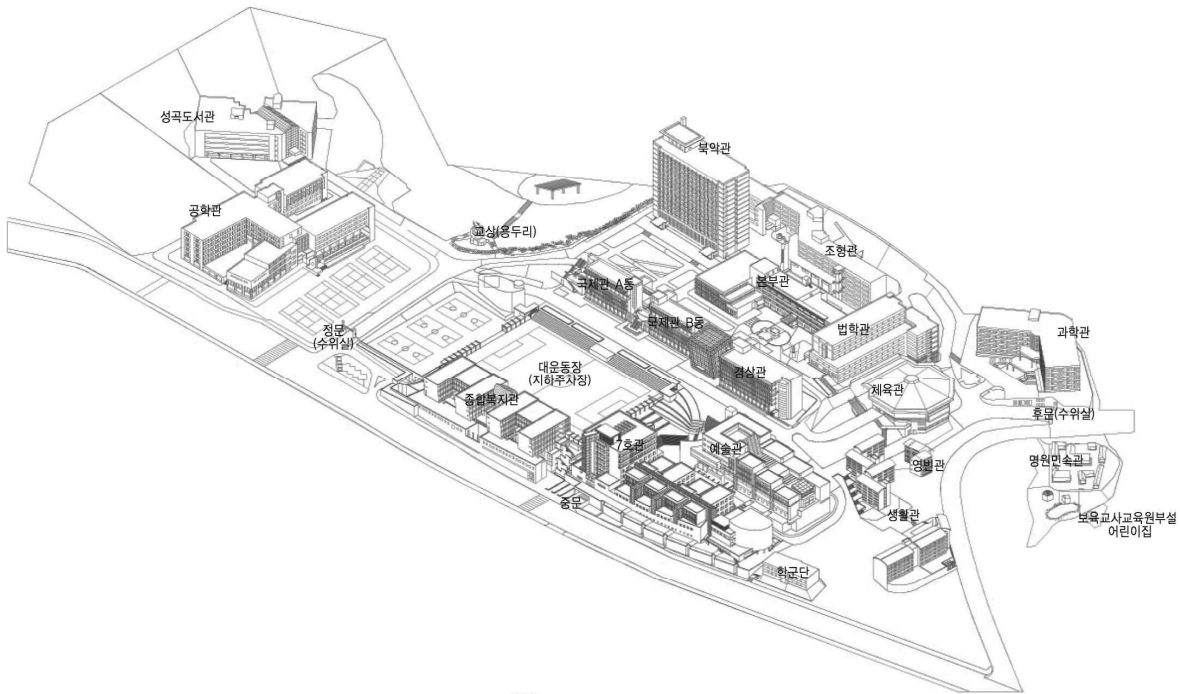 성곡도서관
북악관
공학관
교상(용두리)
조형관
국제관 A동
본부관
국제관 B동
법학관
과학관
정문
(수위실)
대운동장
(지하주차장)
경상관
체육관
종합복지관
후문(수위실)
7호관
예술관
영빈관
명원민속관
중문
생활관
보육교사교육원부설
어린이집
학군단